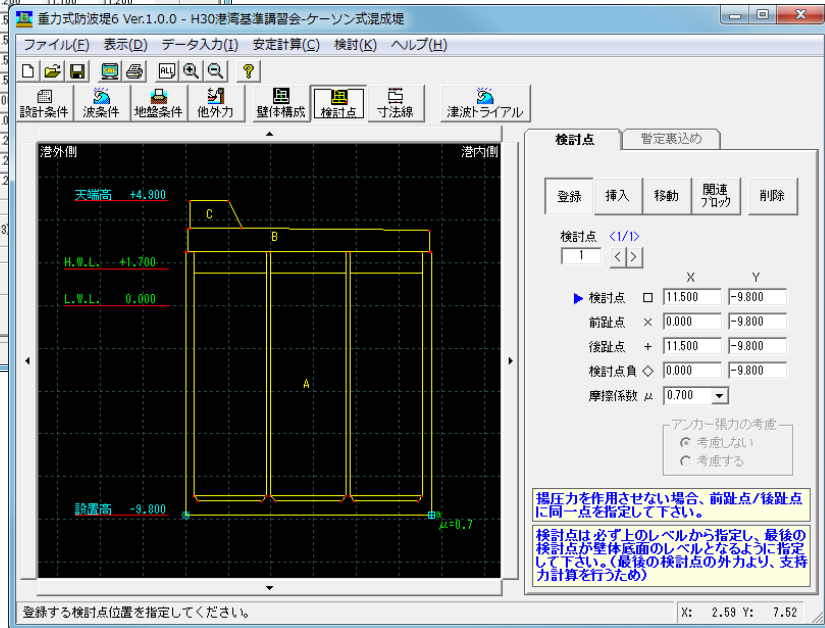 重力式防波堤6 Ver.1.0.0 - H30港湾基準講習会-ケーソン式混成堤
ファイル(F) 表示(D) データ入力(I) 安定計算(C) 検討(K) ヘルプ(H)
設計条件 波条件 地盤条件 他外力 壁体構成 検討点 寸法線 津波トライアル
港外側 港内側
天端高 +4.900
C
B
H.W.L. +1.700
L.W.L. 0.000
A
設置高 -9.800
μ=0.7
検討点 暫定裏込め
登録 挿入 移動 関連ブロック 削除
検討点 <1/1>
1 < >
X Y
検討点 □ 11.500 -9.800
前趾点 × 0.000 -9.800
後趾点 + 11.500 -9.800
検討点負 ◇ 0.000 -9.800
摩擦係数 μ 0.700
アンカー張力の考慮
考慮しない
考慮する
揚圧力を作用させない場合、前趾点/後趾点
に同一点を指定して下さい。
検討点は必ず上のレベルから指定し、最後の
検討点が壁体底面のレベルとなるように指定
して下さい。(最後の検討点の外力より、支持
力計算を行うため)
登録する検討点位置を指定してください。
X: 2.59 Y: 7.52